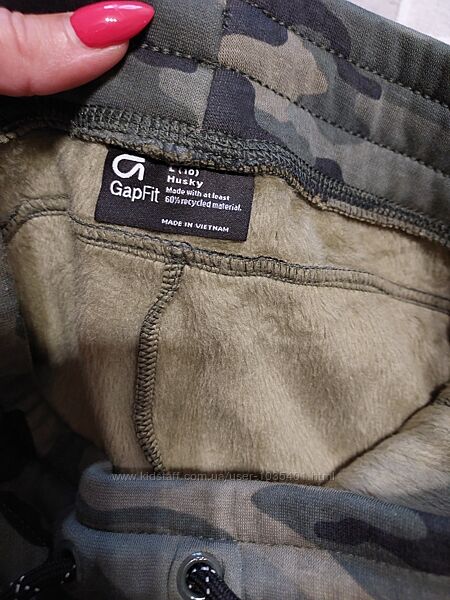 L (10)
Husky
GapFit
Made with at least
60% recycled material.
MADE IN VIETNAM